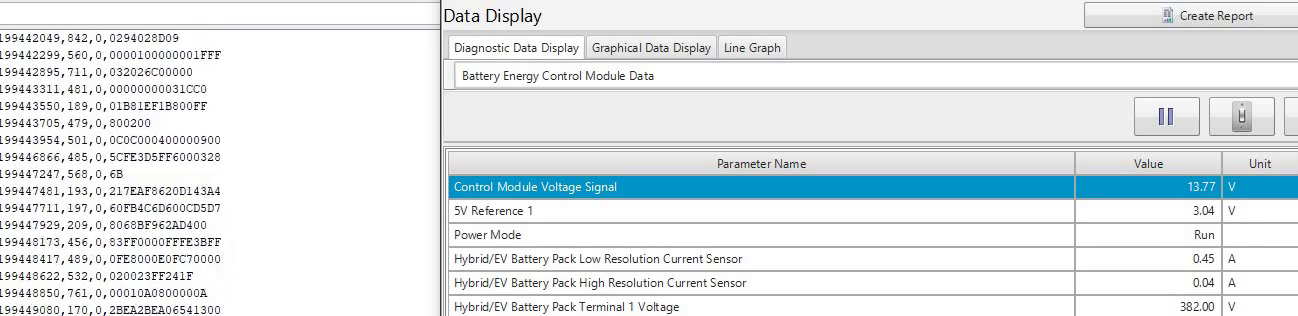 199442049,842,0,0294028D09
199442299,560,0,0000100000001FFF
199442895,711,0,032026C00000
199443311,481,0,00000000031CC0
199443550,189,0,01B81EF1B800FF
199443705,479,0,800200
199443954,501,0,0C0C000400000900
199446866,485,0,5CFE3D5FF6000328
199447247,568,0,6B
199447481,193,0,217EAF8620D143A4
199447711,197,0,60FB4C6D600CD5D7
199447929,209,0,8068BF962AD400
199448173,456,0,83FF0000FFFE3BFF
199448417,489,0,0FE8000E0FC70000
199448622,532,0,020023FF241F
199448850,761,0,00010A0800000A
199449080,170,0,2BEA2BEA06541300
Data Display
Create Report
Diagnostic Data Display Graphical Data Display Line Graph
Battery Energy Control Module Data
Parameter Name Value Unit
Control Module Voltage Signal 13.77 V
5V Reference 1 3.04 V
Power Mode Run
Hybrid/EV Battery Pack Low Resolution Current Sensor 0.45 A
Hybrid/EV Battery Pack High Resolution Current Sensor 0.04 A
Hybrid/EV Battery Pack Terminal 1 Voltage 382.00 V